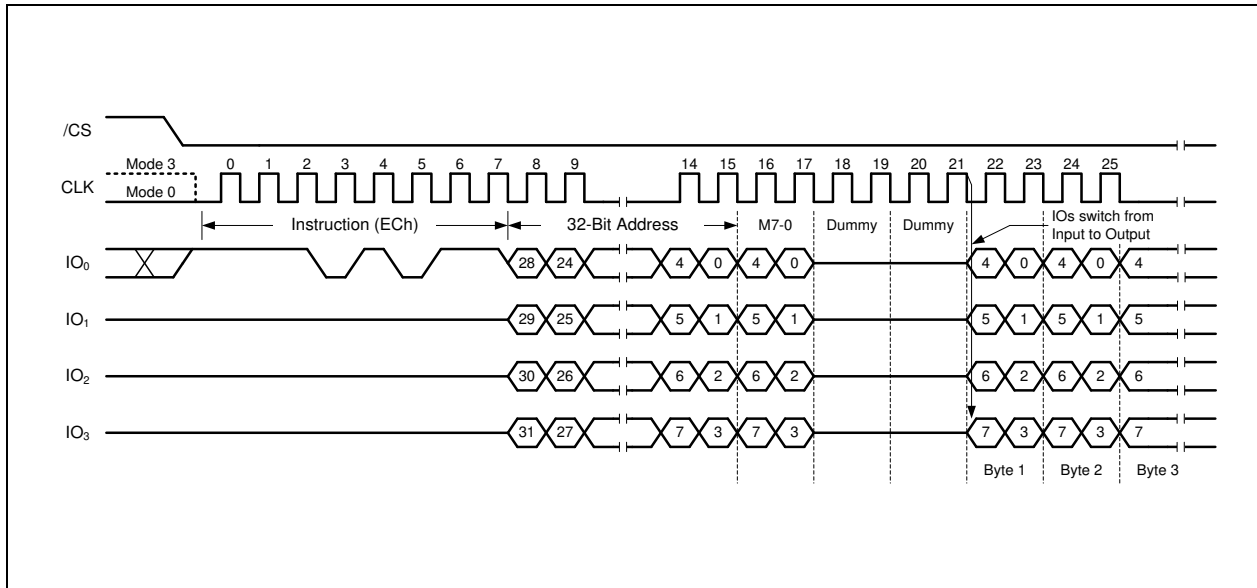 /CS
Mode 3 0 1 2 3 4 5 6 7 8 9 14 15 16 17 18 19 20 21 22 23 24 25
CLK Mode 0
Instruction (ECh) 32-Bit Address M7-0 Dummy Dummy IOs switch from
Input to Output
IO0 28 24 4 0 4 0 4 0 4 0 4
IO1 29 25 5 1 5 1 5 1 5 1 5
IO2 30 26 6 2 6 2 6 2 6 2 6
IO3 31 27 7 3 7 3 7 3 7 3 7
Byte 1 Byte 2 Byte 3